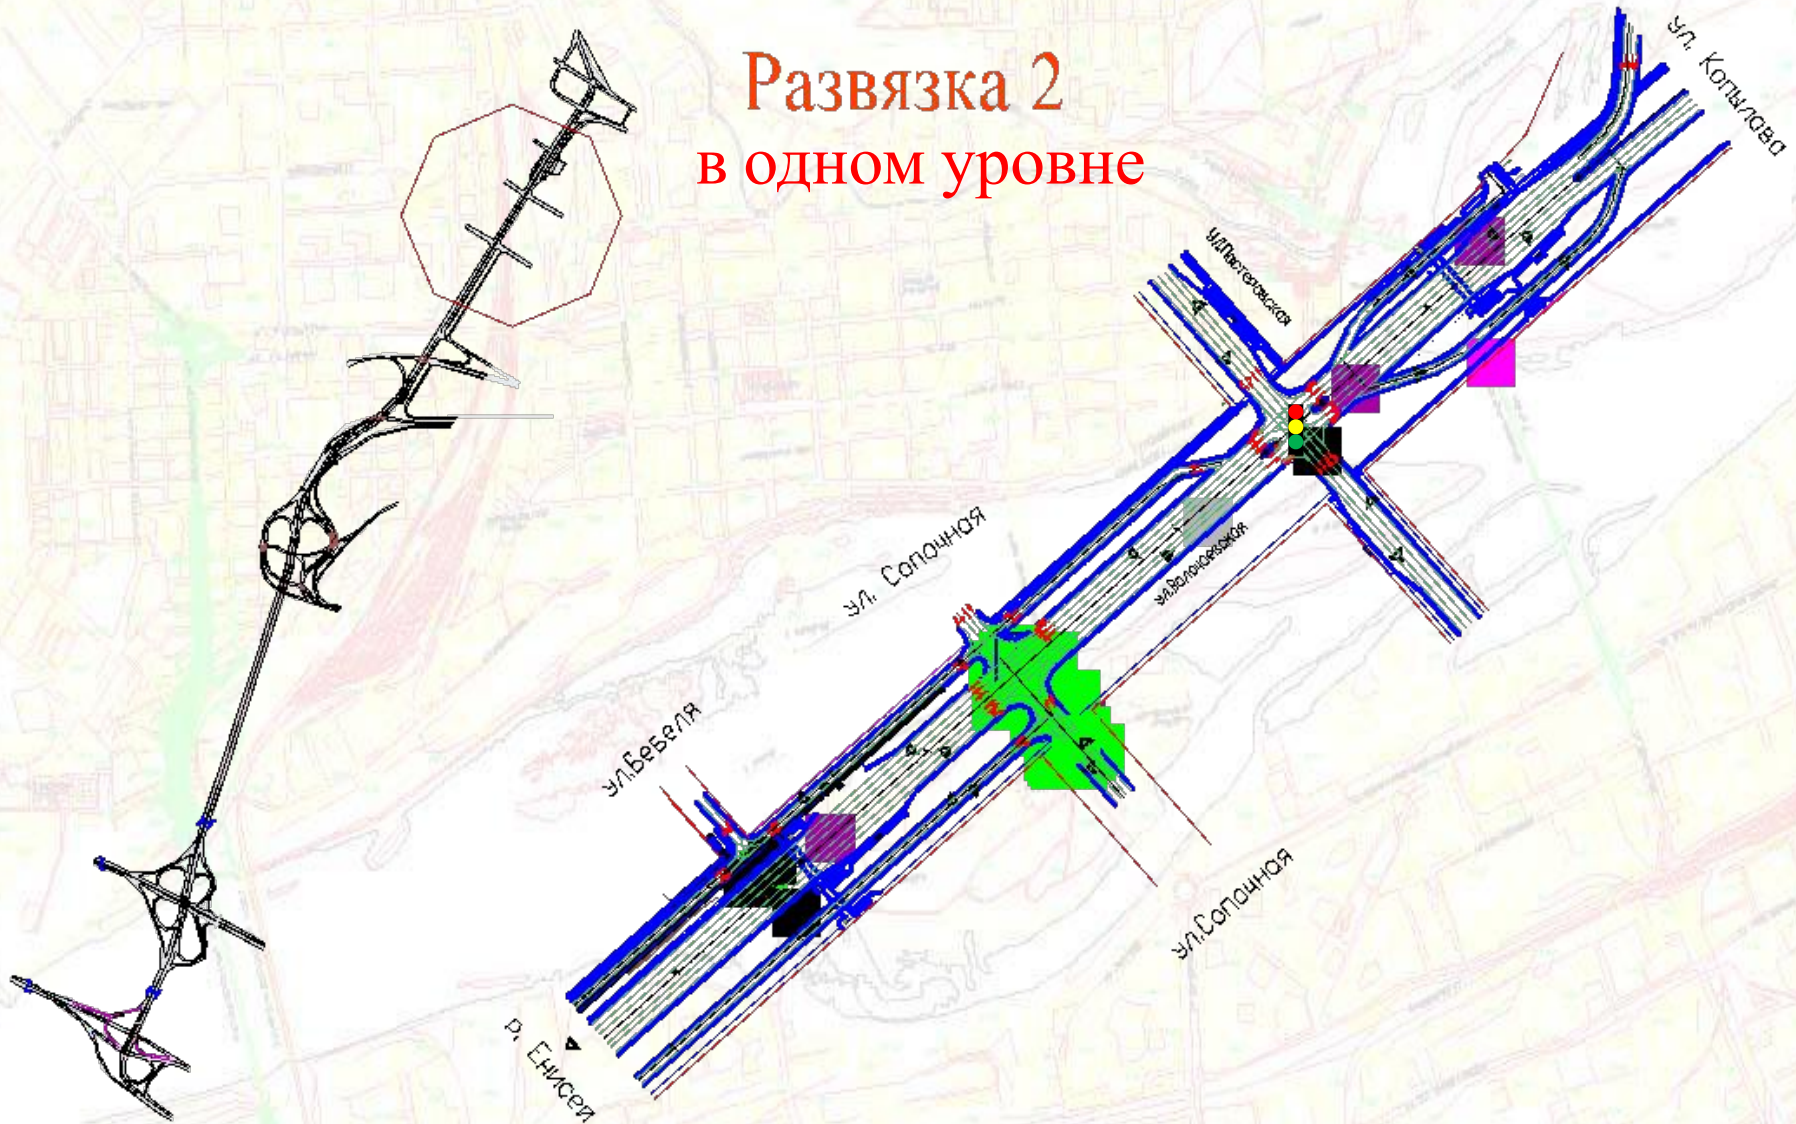 Развязка 2
в одном уровне
ул. Копылова
ул.Пастеровская
ул. Сопочная
ул.Волочаевская
ул.Бебеля
ул.Сопочная
р. Енисей